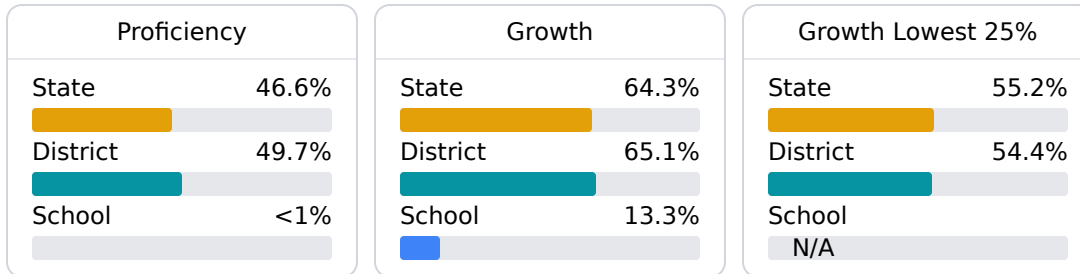 Proficiency
State 46.6%
District 49.7%
School <1%
Growth
State 64.3%
District 65.1%
School 13.3%
Growth Lowest 25%
State 55.2%
District 54.4%
School
N/A